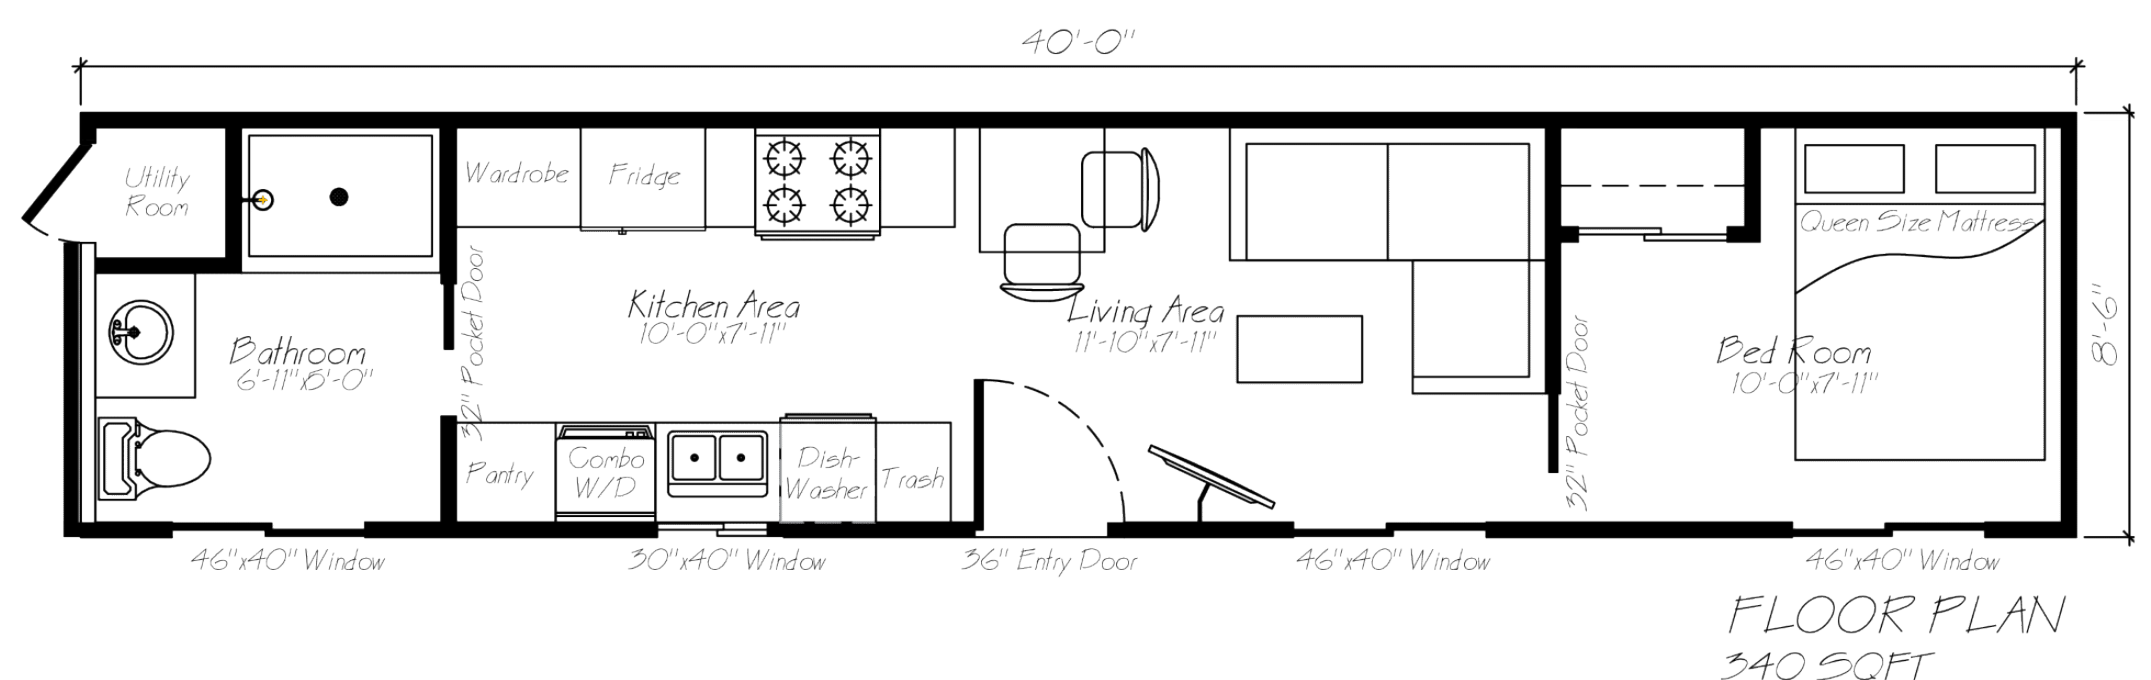 40'-0"
Utility
Room
Wardrobe
Fridge
Queen Size Mattress
32" Pocket Door
Kitchen Area
10'-0"x7'-11"
Living Area
11'-10"x7'-11"
Bathroom
6'-11"x5'-0"
32" Pocket Door
Bed Room
10'-0"x7'-11"
8'-6"
Pantry
Combo
W/D
Dish-
Washer
Trash
46"x40" Window
30"x40" Window
36" Entry Door
46"x40" Window
46"x40" Window
FLOOR PLAN
340 SQFT